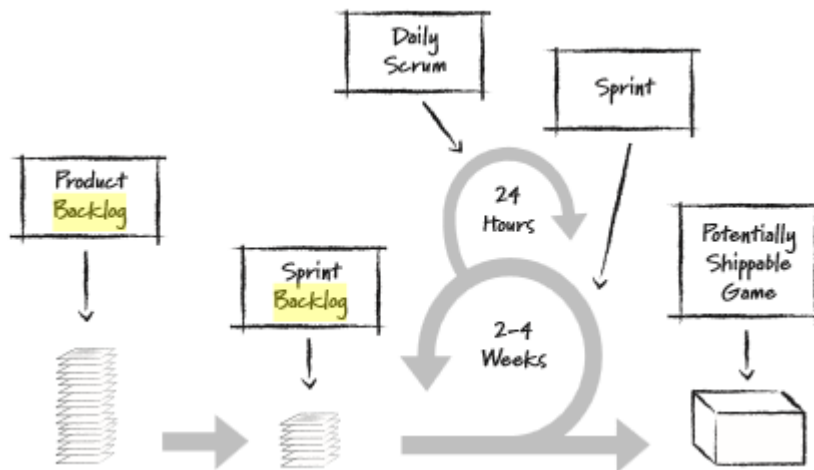 Daily
Scrum
Sprint
Product
Backlog
24
Hours
Potentially
Shippable
Game
Sprint
Backlog
2-4
Weeks